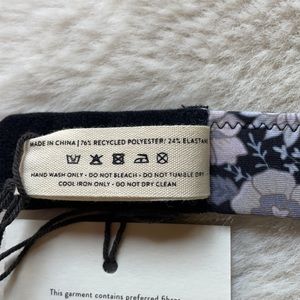 MADE IN CHINA | 76% RECYCLED POLYESTER/ 24% ELASTANE
HAND WASH ONLY - DO NOT BLEACH - DO NOT TUMBLE DRY
COOL IRON ONLY - DO NOT DRY CLEAN
This garment contains preferred fibres